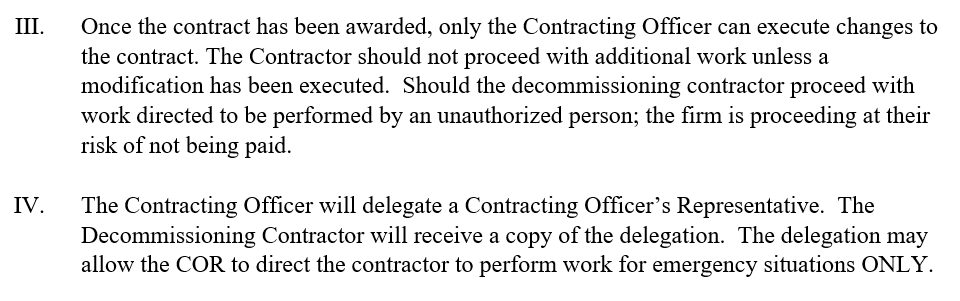 III. Once the contract has been awarded, only the Contracting Officer can execute changes to
the contract. The Contractor should not proceed with additional work unless a
modification has been executed.  Should the decommissioning contractor proceed with
work directed to be performed by an unauthorized person; the firm is proceeding at their
risk of not being paid.
IV. The Contracting Officer will delegate a Contracting Officer’s Representative.  The
Decommissioning Contractor will receive a copy of the delegation.  The delegation may
allow the COR to direct the contractor to perform work for emergency situations ONLY.